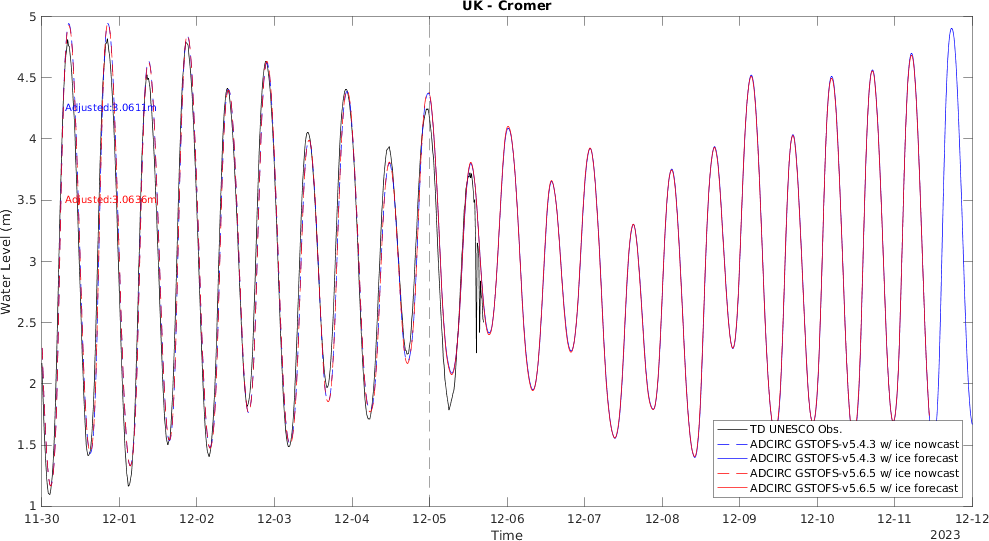 UK - Cromer
5
4.5
4
3.5
3
2.5
2
1.5
1
Water Level (m)
Adjusted:3.0611m
Adjusted:3.0636m
TD UNESCO Obs.
ADCIRC GSTOFS-v5.4.3 w/ ice nowcast
ADCIRC GSTOFS-v5.4.3 w/ ice forecast
ADCIRC GSTOFS-v5.6.5 w/ ice nowcast
ADCIRC GSTOFS-v5.6.5 w/ ice forecast
11-30 12-01 12-02 12-03 12-04 12-05 12-06 12-07 12-08 12-09 12-10 12-11 12-12
Time
2023